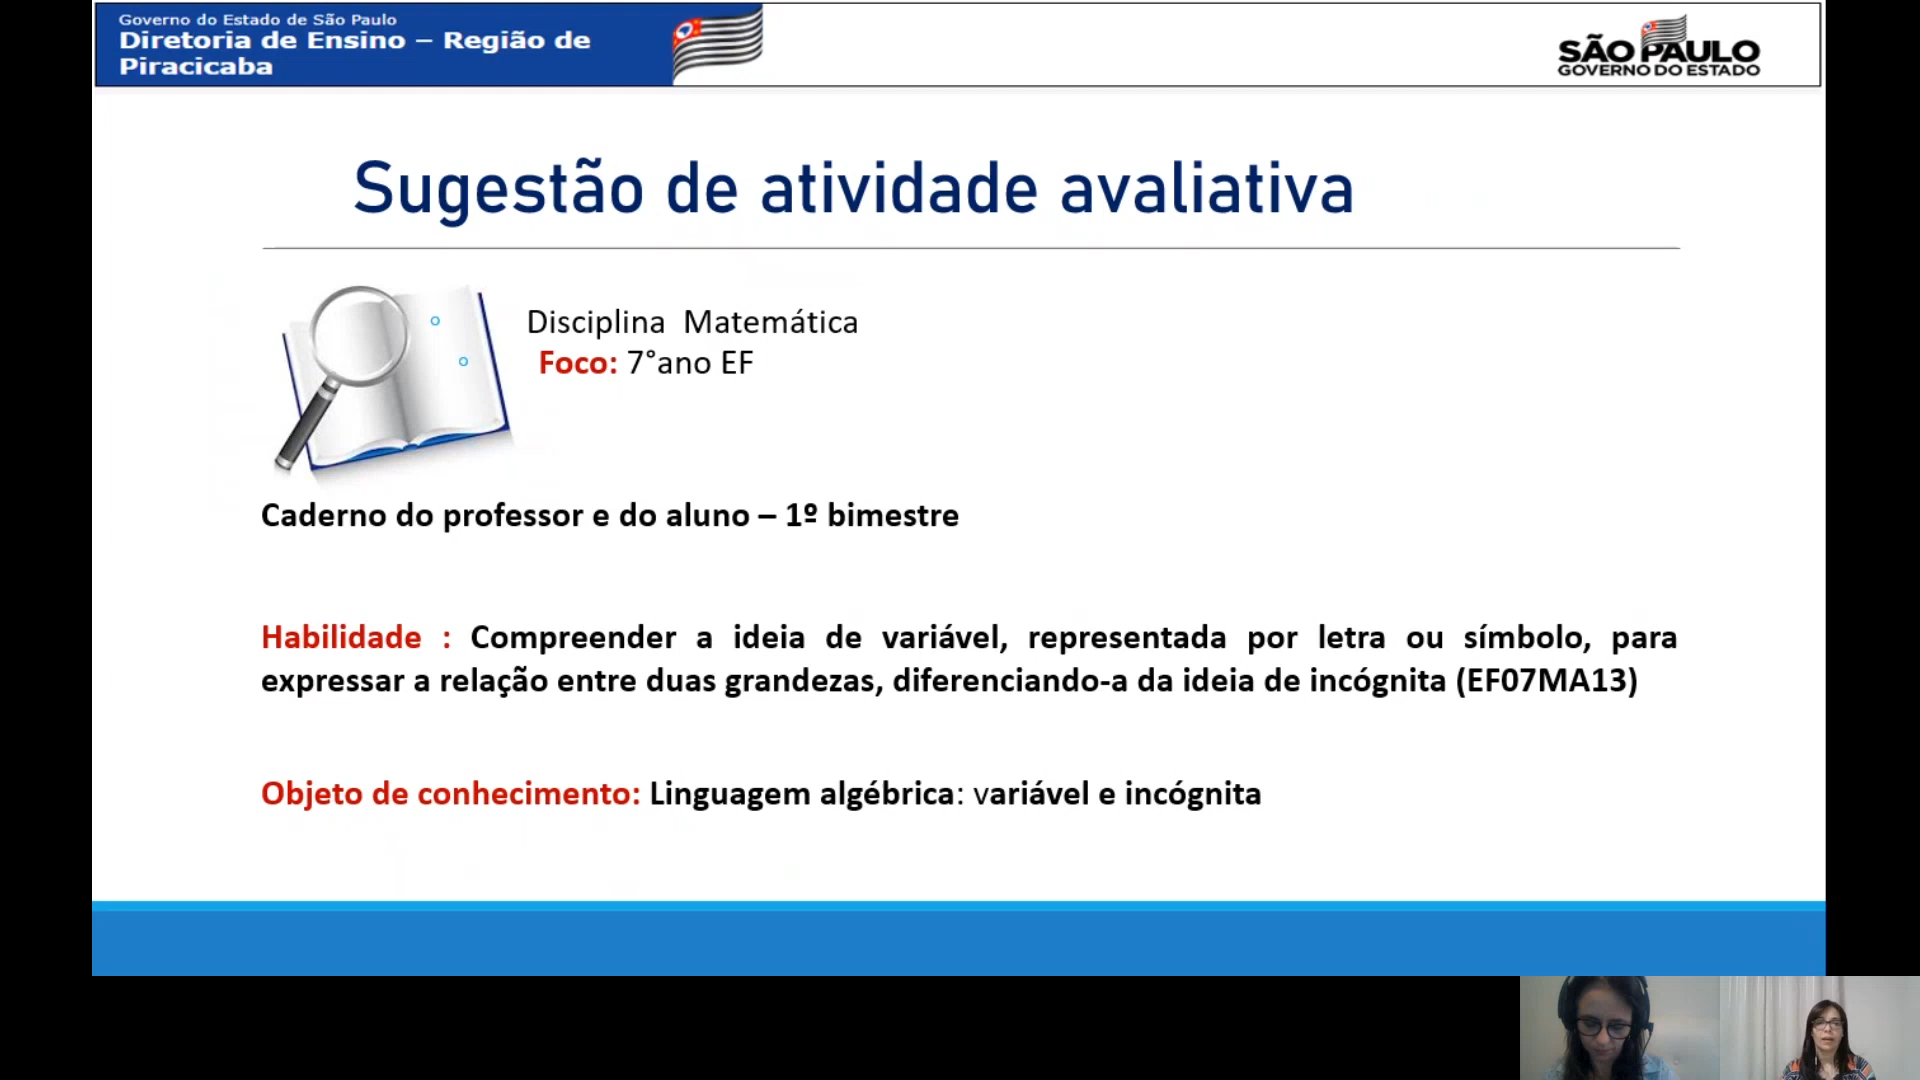 Governo do Estado de São Paulo
Diretoria de Ensino – Região de
Piracicaba
SÃO PAULO
GOVERNO DO ESTADO
Sugestão de atividade avaliativa
Disciplina Matemática
Foco: 7°ano EF
Caderno do professor e do aluno – 1º bimestre
Habilidade : Compreender a ideia de variável, representada por letra ou símbolo, para
expressar a relação entre duas grandezas, diferenciando-a da ideia de incógnita (EF07MA13)
Objeto de conhecimento: Linguagem algébrica: variável e incógnita